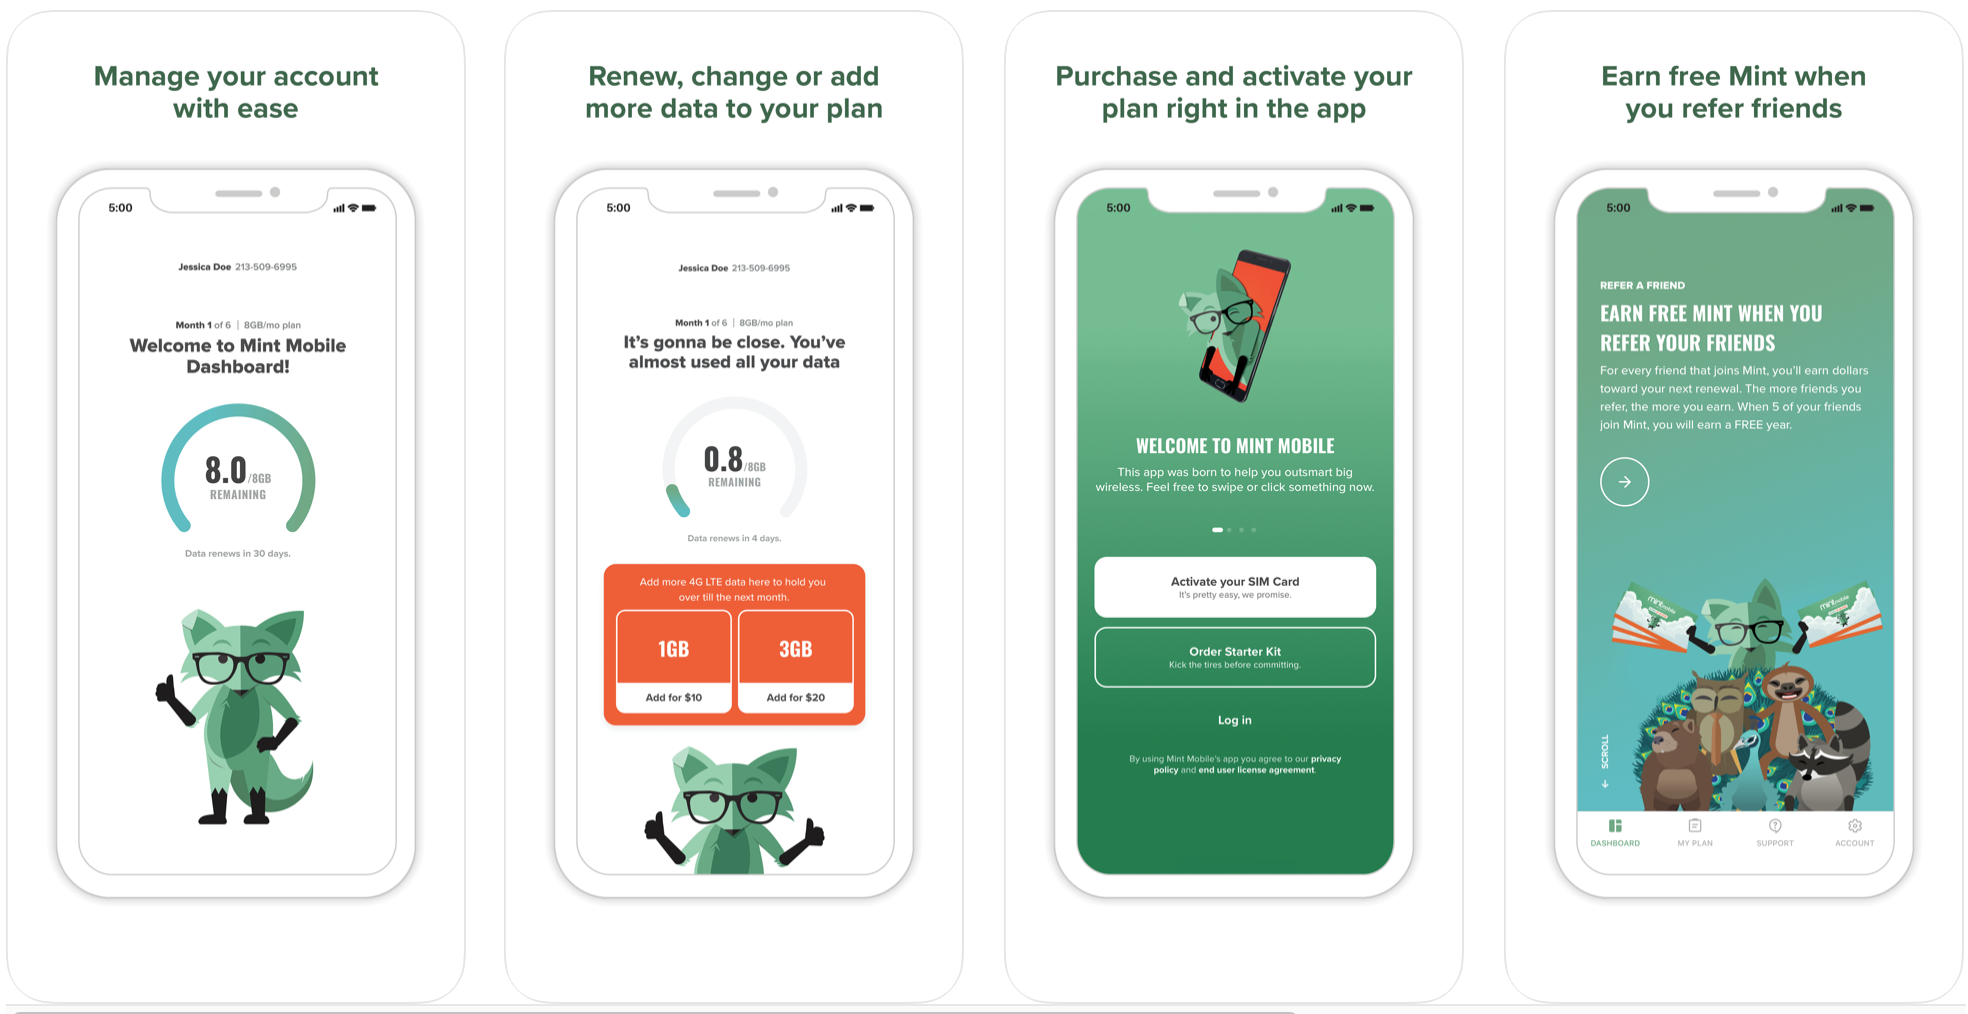 Manage your account
with ease
5:00
Jessica Doe 213-509-6995
Month 1 of 6 | 8GB/mo plan
Welcome to Mint Mobile
Dashboard!
8.0/8GB
REMAINING
Data renews in 30 days.
Renew, change or add
more data to your plan
5:00
Jessica Doe 213-509-6995
Month 1 of 6 | 8GB/mo plan
It's gonna be close. You've
almost used all your data
0.8/8GB
REMAINING
Data renews in 4 days.
Add more 4G LTE data here to hold you
over till the next month.
1GB
3GB
Add for $10
Add for $20
Purchase and activate your
plan right in the app
5:00
WELCOME TO MINT MOBILE
This app was born to help you outsmart big
wireless. Feel free to swipe or click something now.
Activate your SIM Card
It's pretty easy, we promise.
Order Starter Kit
Kick the tires before committing.
Log in
By using Mint Mobile's app you agree to our privacy
policy and end user license agreement.
Earn free Mint when
you refer friends
5:00
REFER A FRIEND
EARN FREE MINT WHEN YOU
REFER YOUR FRIENDS
For every friend that joins Mint, you'll earn dollars
toward your next renewal. The more friends you
refer, the more you earn. When 5 of your friends
join Mint, you will earn a FREE year.
mint mobile
mint mobile
SCROLL
DASHBOARD
MY PLAN
SUPPORT
ACCOUNT